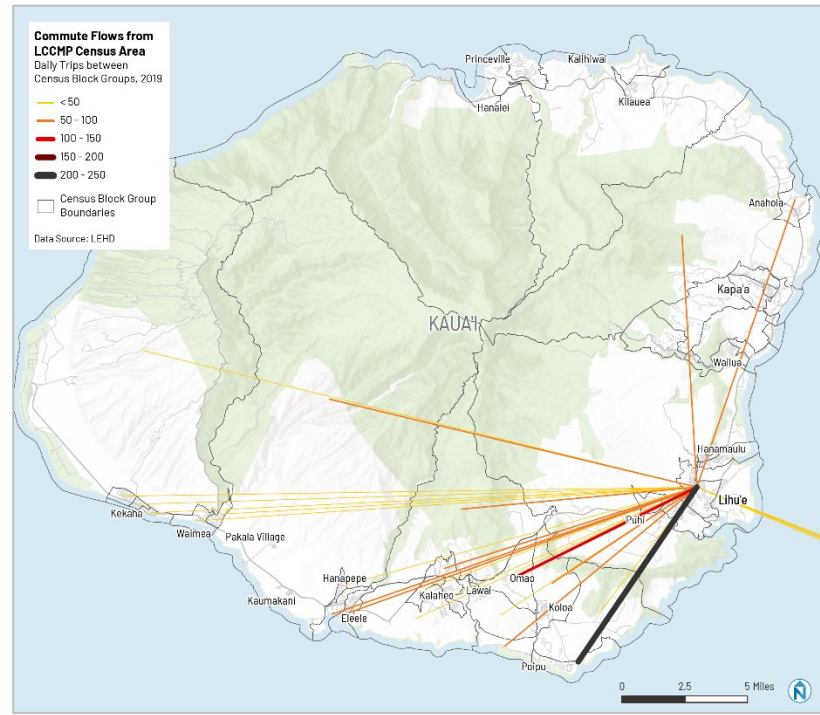 Commute Flows from
LCCMP Census Area
Daily Trips between
Census Block Groups, 2019
< 50
50 - 100
100 - 150
150 - 200
200 - 250
Census Block Group
Boundaries
Data Source: LEHD
Princeville
Kalihiwai
Hanalei
Kilauea
Anahola
Kapa'a
KAUA'I
Wailua
Hanamaulu
Lihu'e
Kekaha
Puhi
Waimea
Pakala Village
Hanapepe
Omao
Kaumakani
Kalaheo
Lawai
Koloa
Eleele
Poipu
0 2.5 5 Miles
N